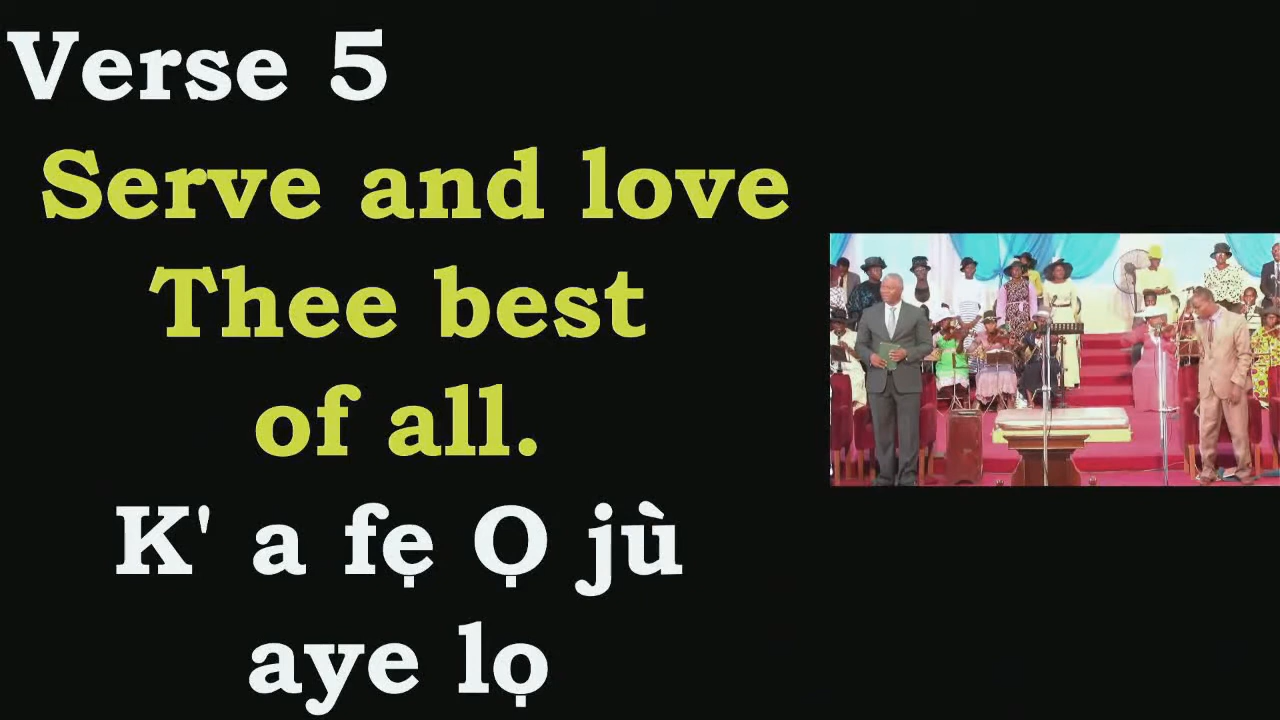 Verse 5
Serve and love
Thee best
of all.
K' a fẹ Ọ jù
aye lọ